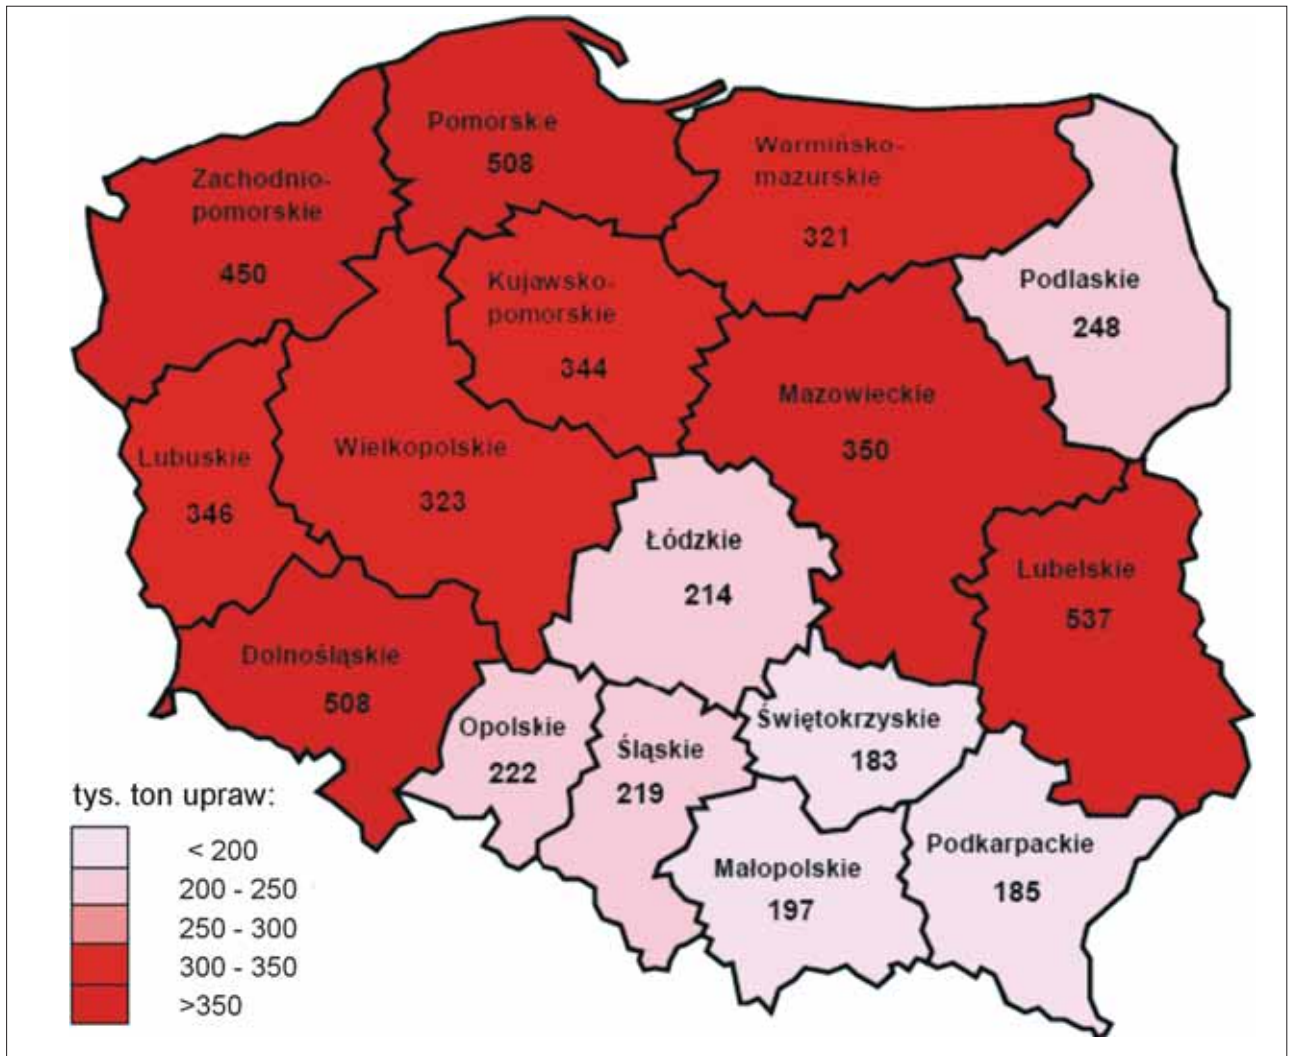 Pomorskie
508
Warmińsko-
mazurskie
321
Zachodnio-
pomorskie
450
Kujawsko-
pomorskie
344
Podlaskie
248
Mazowieckie
350
Lubuskie
346
Wielkopolskie
323
Łódzkie
214
Lubelskie
537
Dolnośląskie
508
Opolskie
222
Śląskie
219
Świętokrzyskie
183
Małopolskie
197
Podkarpackie
185
tys. ton upraw:
< 200
200 - 250
250 - 300
300 - 350
>350